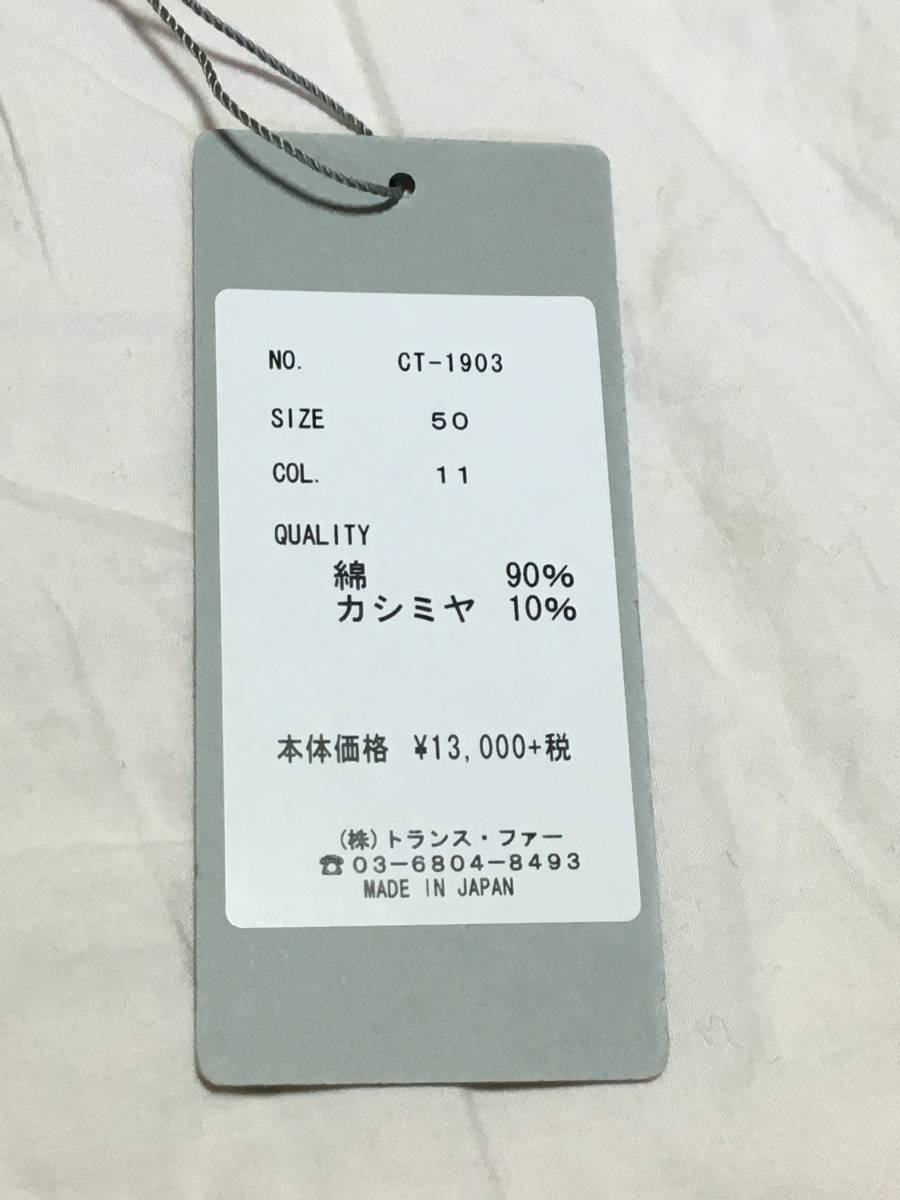 NO. CT-1903
SIZE 50
COL. 11
QUALITY
綿 90%
カシミヤ 10%
本体価格 ¥13,000+税
(株)トランス・ファー
☎03-6804-8493
MADE IN JAPAN